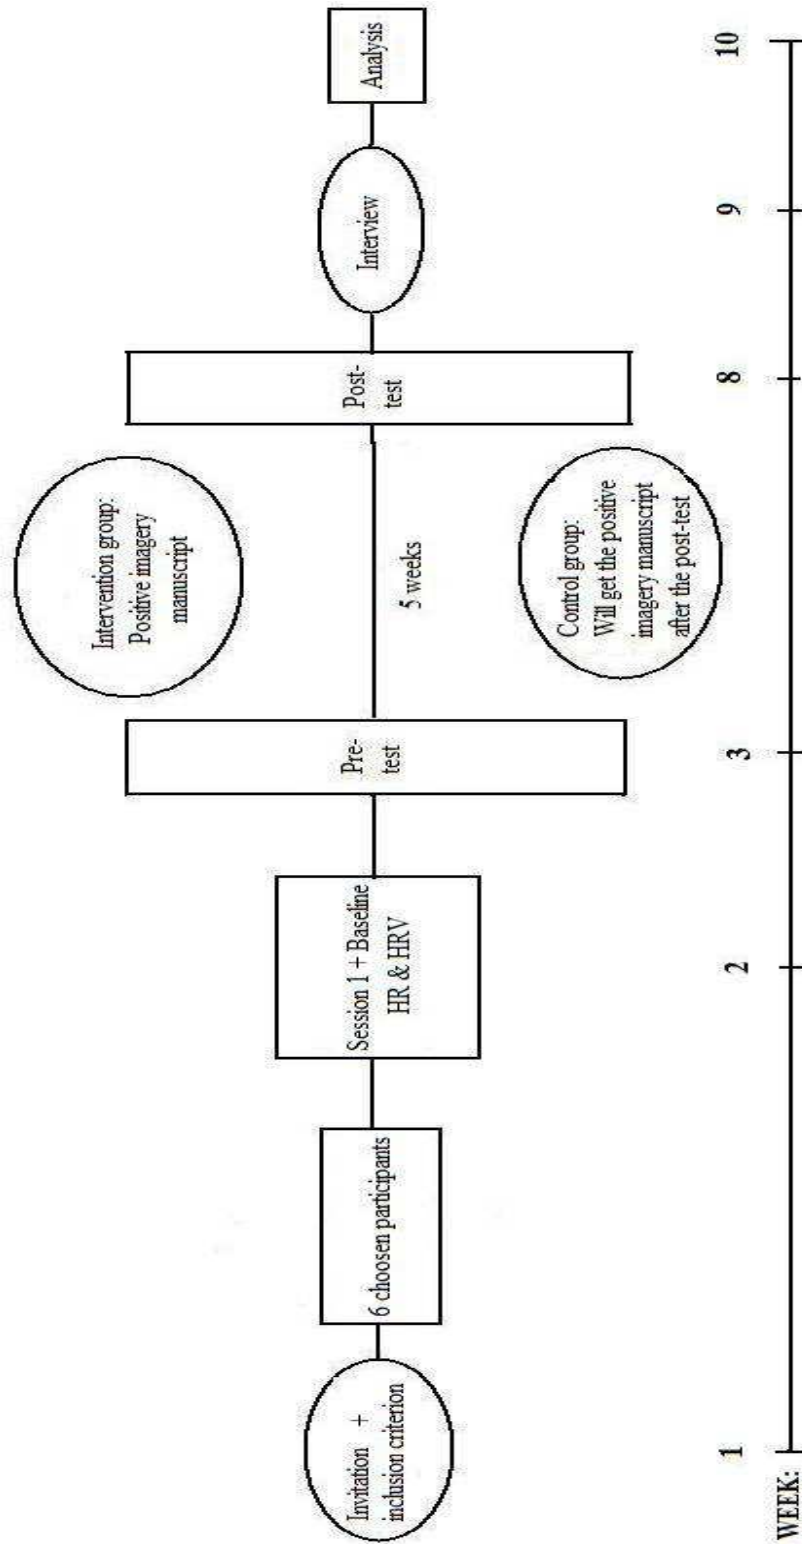 Invitation +
inclusion criterion
6 choosen participants
Session 1 + Baseline
HR & HRV
Pre-
test
Intervention group:
Positive imagery
manuscript
5 weeks
Control group:
Will get the positive
imagery manuscript
after the post-test
Post-
test
Interview
Analysis
WEEK:
1
2
3
8
9
10